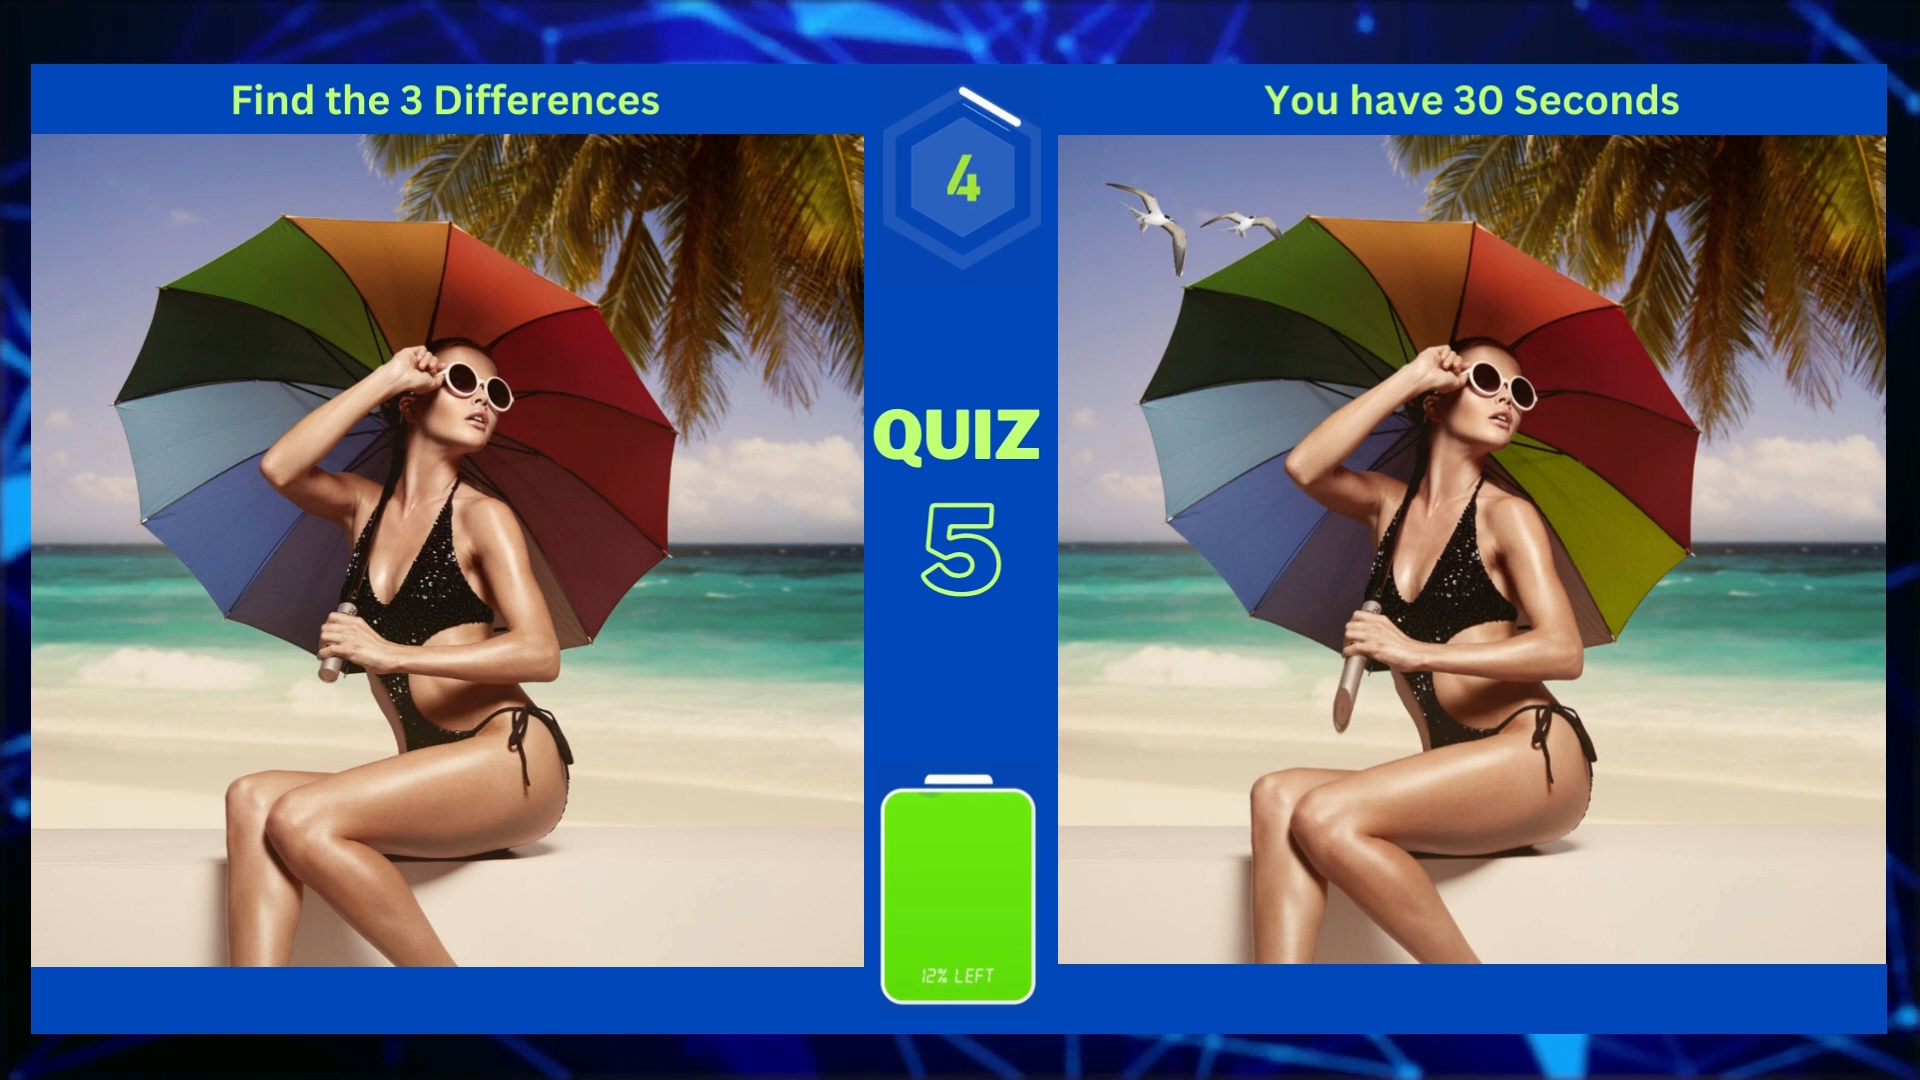 Find the 3 Differences
You have 30 Seconds
4
QUIZ
5
12% LEFT